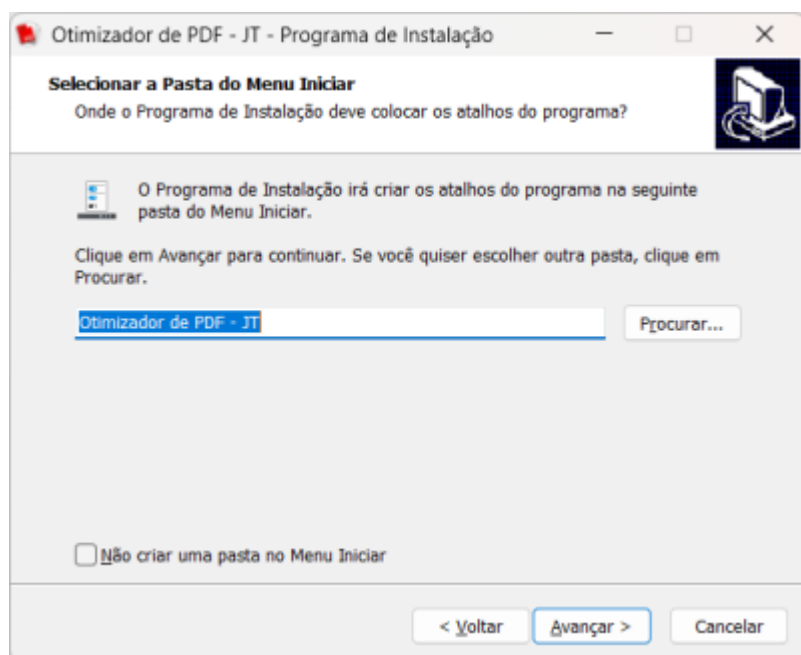 Otimizador de PDF - JT - Programa de Instalação
Selecionar a Pasta do Menu Iniciar
Onde o Programa de Instalação deve colocar os atalhos do programa?
O Programa de Instalação irá criar os atalhos do programa na seguinte
pasta do Menu Iniciar.
Clique em Avançar para continuar. Se você quiser escolher outra pasta, clique em
Procurar.
Otimizador de PDF - JT
Procurar...
Não criar uma pasta no Menu Iniciar
< Voltar
Avançar >
Cancelar